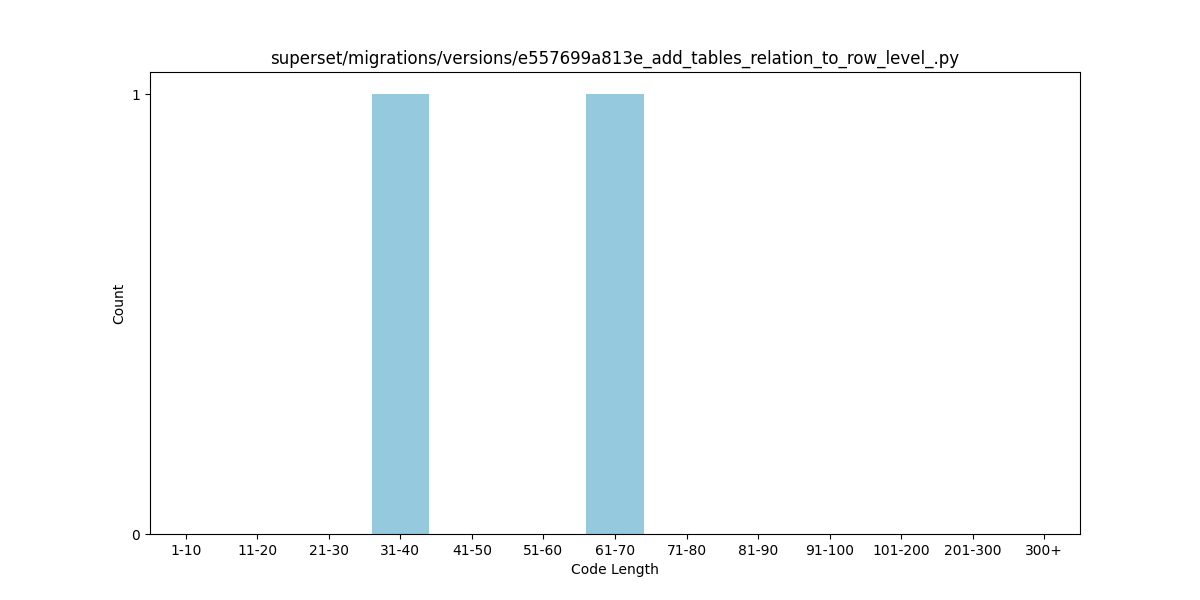 superset/migrations/versions/e557699a813e_add_tables_relation_to_row_level_.py
1
Count
0
1-10 11-20 21-30 31-40 41-50 51-60 61-70 71-80 81-90 91-100 101-200 201-300 300+
Code Length